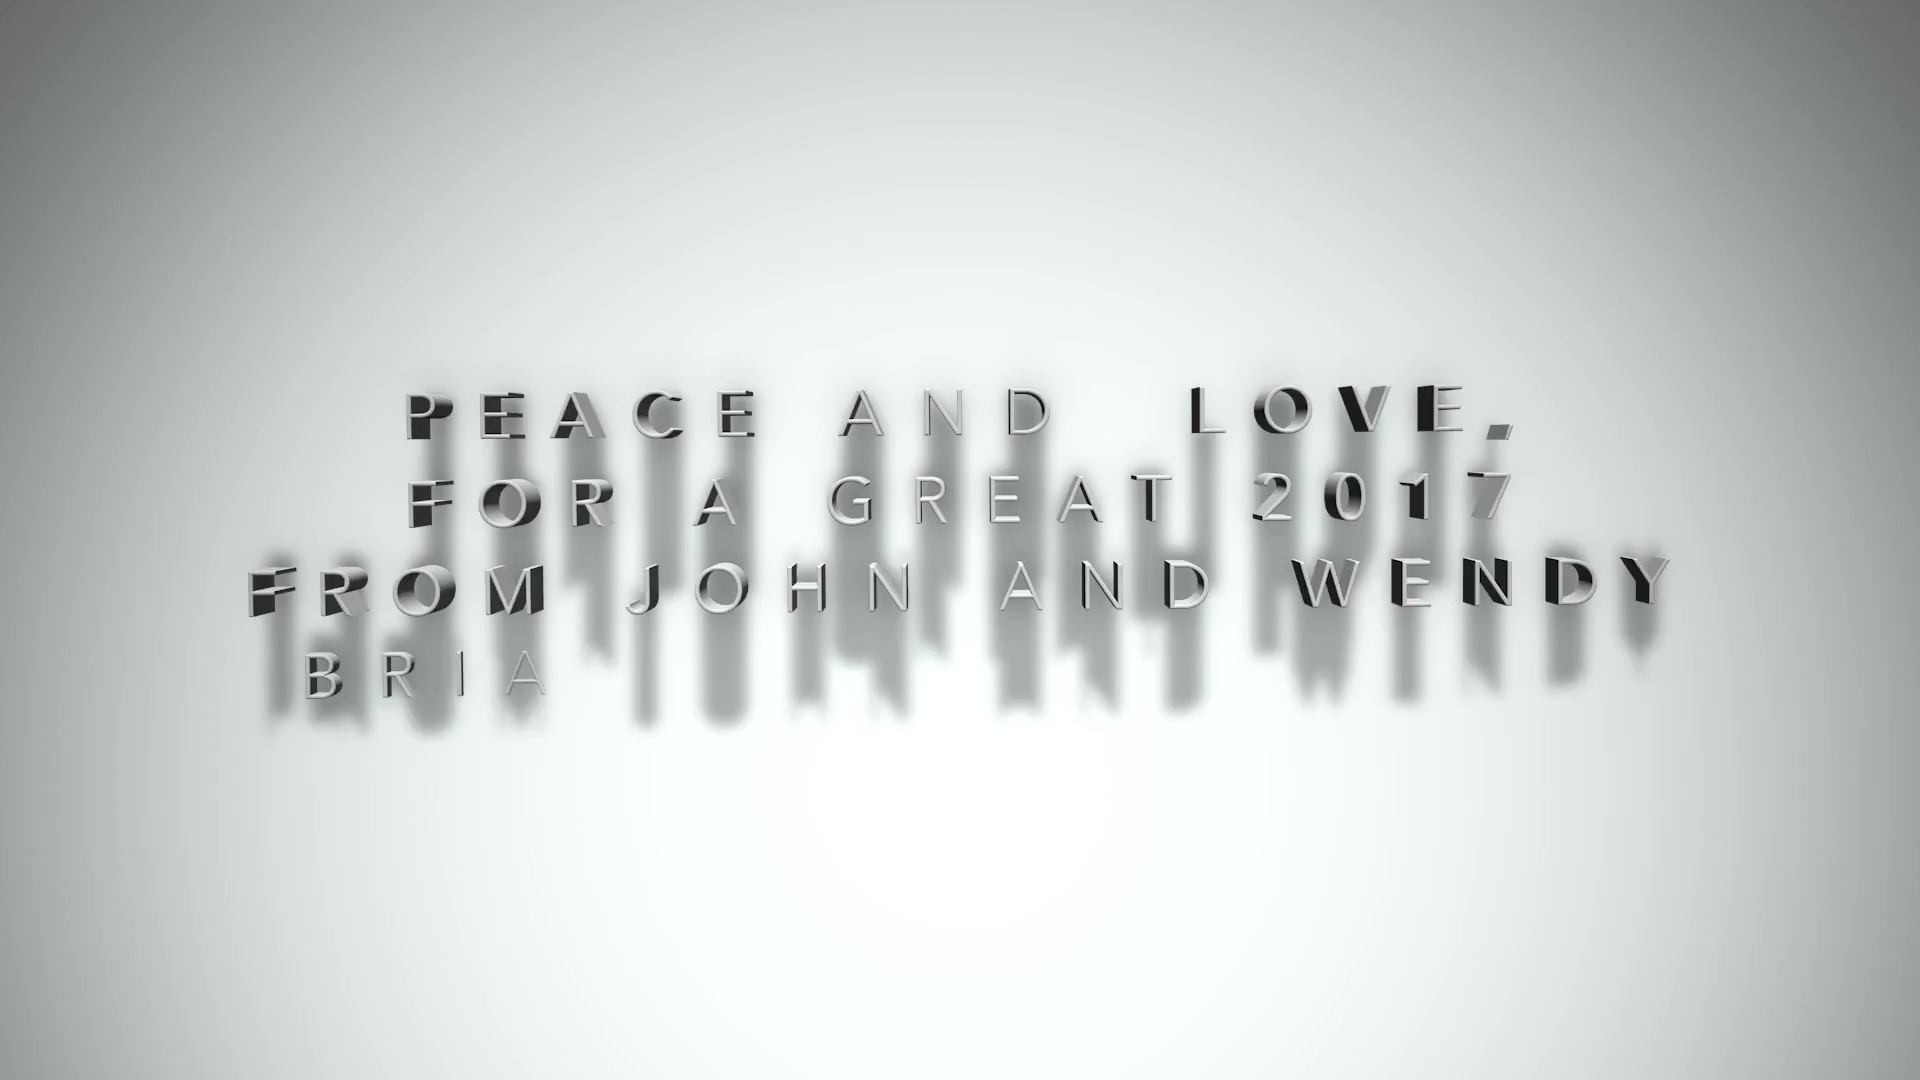 PEACE AND LOVE.
FOR A GREAT 2017
FROM JOHN AND WENDY
BRIA